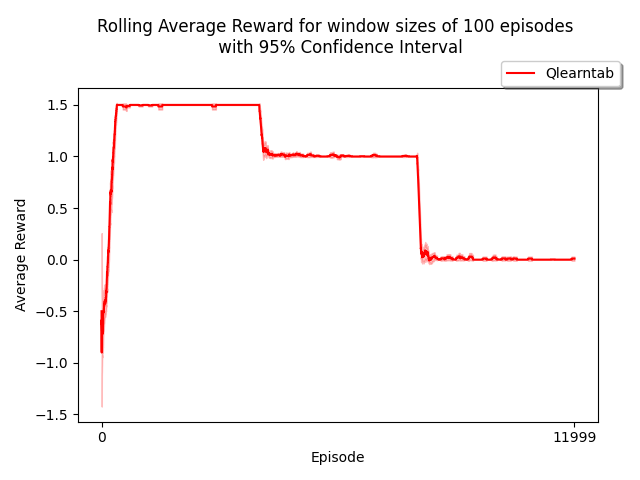 Rolling Average Reward for window sizes of 100 episodes
with 95% Confidence Interval
Qlearntab
1.5
1.0
0.5
0.0
−0.5
−1.0
−1.5
Average Reward
0
11999
Episode